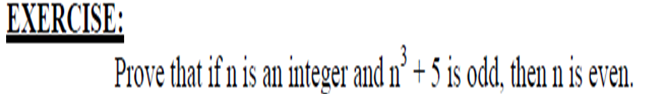 EXERCISE:
Prove that if n is an integer and n³ + 5 is odd, then n is even.